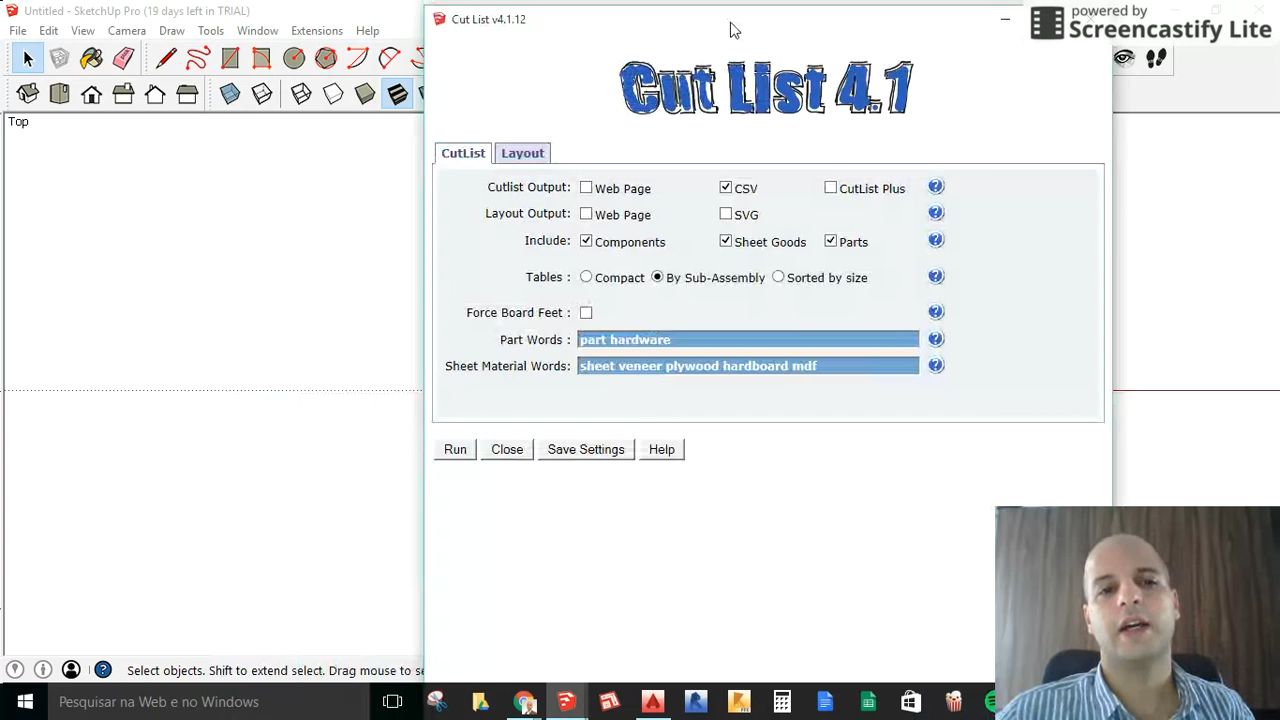 Untitled - SketchUp Pro (19 days left in TRIAL)
File Edit View Camera Draw Tools Window Extensions Help
Top
Cut List v4.1.12
powered by
Screencastify Lite
Cut List 4.1
CutList Layout
Cutlist Output: Web Page CSV CutList Plus
Layout Output: Web Page SVG
Include: Components Sheet Goods Parts
Tables : Compact By Sub-Assembly Sorted by size
Force Board Feet :
Part Words : part hardware
Sheet Material Words: sheet veneer plywood hardboard mdf
Run Close Save Settings Help
Select objects. Shift to extend select. Drag mouse to se
Pesquisar na Web e no Windows